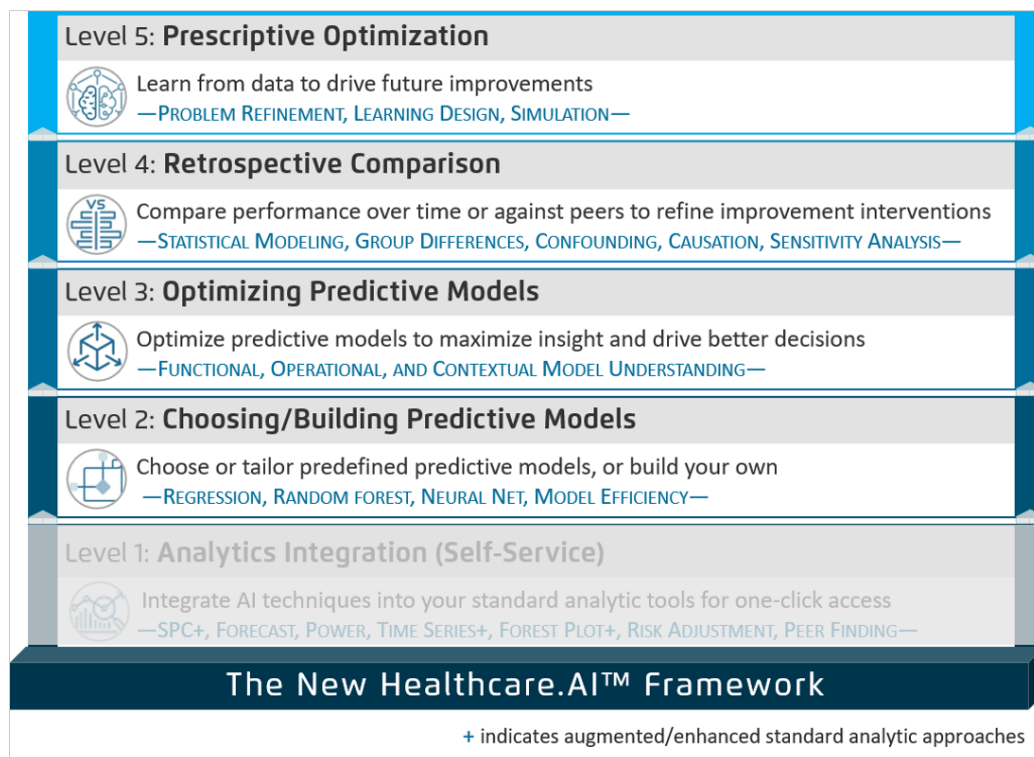 Level 5: Prescriptive Optimization
Learn from data to drive future improvements
—PROBLEM REFINEMENT, LEARNING DESIGN, SIMULATION—
Level 4: Retrospective Comparison
VS
Compare performance over time or against peers to refine improvement interventions
—STATISTICAL MODELING, GROUP DIFFERENCES, CONFOUNDING, CAUSATION, SENSITIVITY ANALYSIS—
Level 3: Optimizing Predictive Models
Optimize predictive models to maximize insight and drive better decisions
—FUNCTIONAL, OPERATIONAL, AND CONTEXTUAL MODEL UNDERSTANDING—
Level 2: Choosing/Building Predictive Models
Choose or tailor predefined predictive models, or build your own
—REGRESSION, RANDOM FOREST, NEURAL NET, MODEL EFFICIENCY—
Level 1: Analytics Integration (Self-Service)
Integrate AI techniques into your standard analytic tools for one-click access
—SPC+, FORECAST, POWER, TIME SERIES+, FOREST PLOT+, RISK ADJUSTMENT, PEER FINDING—
The New Healthcare.AI™ Framework
+ indicates augmented/enhanced standard analytic approaches